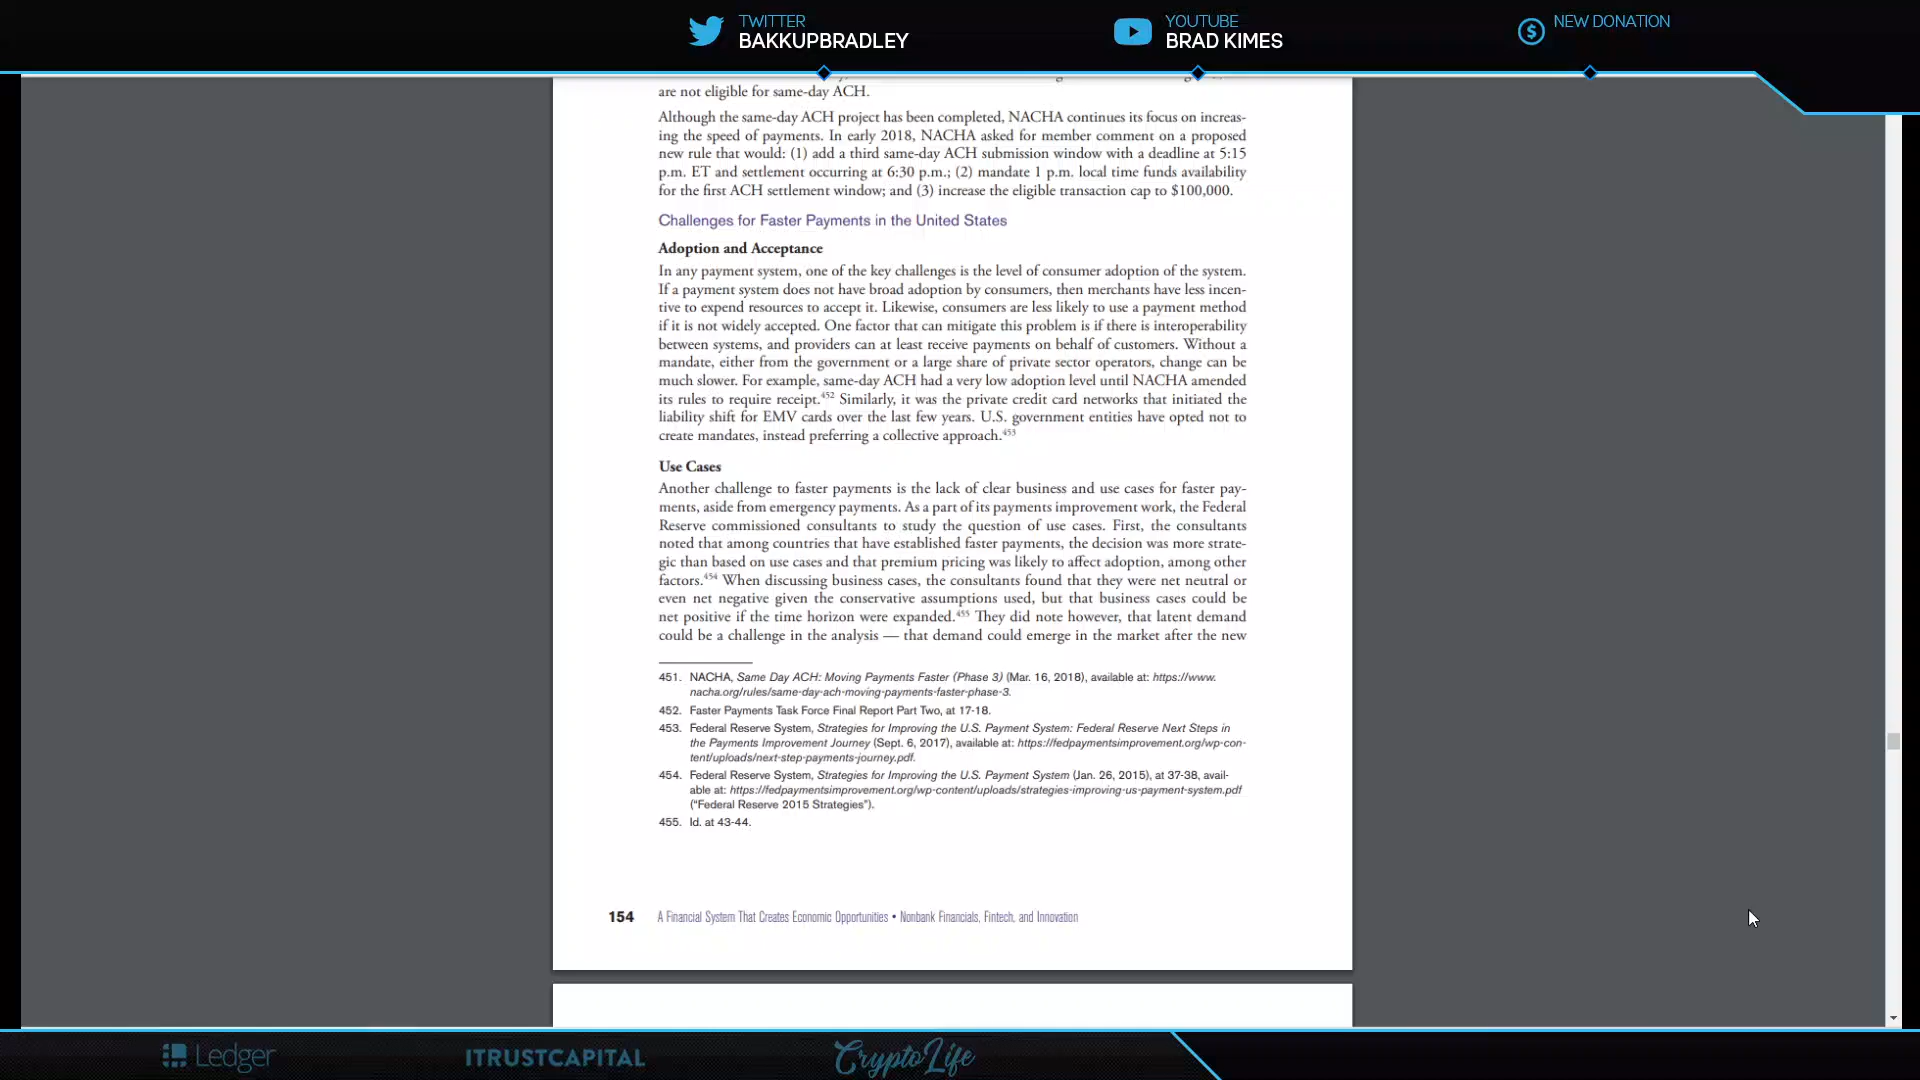 TWITTER
BAKKUPBRADLEY
YOUTUBE
BRAD KIMES
NEW DONATION
are not eligible for same-day ACH.
Although the same-day ACH project has been completed, NACHA continues its focus on increas-
ing the speed of payments. In early 2018, NACHA asked for member comment on a proposed
new rule that would: (1) add a third same-day ACH submission window with a deadline at 5:15
p.m. ET and settlement occurring at 6:30 p.m.; (2) mandate 1 p.m. local time funds availability
for the first ACH settlement window; and (3) increase the eligible transaction cap to $100,000.
Challenges for Faster Payments in the United States
Adoption and Acceptance
In any payment system, one of the key challenges is the level of consumer adoption of the system.
If a payment system does not have broad adoption by consumers, then merchants have less incen-
tive to expend resources to accept it. Likewise, consumers are less likely to use a payment method
if it is not widely accepted. One factor that can mitigate this problem is if there is interoperability
between systems, and providers can at least receive payments on behalf of customers. Without a
mandate, either from the government or a large share of private sector operators, change can be
much slower. For example, same-day ACH had a very low adoption level until NACHA amended
its rules to require receipt.452 Similarly, it was the private credit card networks that initiated the
liability shift for EMV cards over the last few years. U.S. government entities have opted not to
create mandates, instead preferring a collective approach.453
Use Cases
Another challenge to faster payments is the lack of clear business and use cases for faster pay-
ments, aside from emergency payments. As a part of its payments improvement work, the Federal
Reserve commissioned consultants to study the question of use cases. First, the consultants
noted that among countries that have established faster payments, the decision was more strate-
gic than based on use cases and that premium pricing was likely to affect adoption, among other
factors.454 When discussing business cases, the consultants found that they were net neutral or
even net negative given the conservative assumptions used, but that business cases could be
net positive if the time horizon were expanded.455 They did note however, that latent demand
could be a challenge in the analysis — that demand could emerge in the market after the new
451. NACHA, Same Day ACH: Moving Payments Faster (Phase 3) (Mar. 16, 2018), available at: https://www.
nacha.org/rules/same-day-ach-moving-payments-faster-phase-3.
452. Faster Payments Task Force Final Report Part Two, at 17-18.
453. Federal Reserve System, Strategies for Improving the U.S. Payment System: Federal Reserve Next Steps in
the Payments Improvement Journey (Sept. 6, 2017), available at: https://fedpaymentsimprovement.org/wp-con-
tent/uploads/next-step-payments-journey.pdf.
454. Federal Reserve System, Strategies for Improving the U.S. Payment System (Jan. 26, 2015), at 37-38, avail-
able at: https://fedpaymentsimprovement.org/wp-content/uploads/strategies-improving-us-payment-system.pdf
("Federal Reserve 2015 Strategies").
455. Id. at 43-44.
154 A Financial System That Creates Economic Opportunities • Nonbank Financials, Fintech, and Innovation
Ledger
ITRUSTCAPITAL
CryptoLife